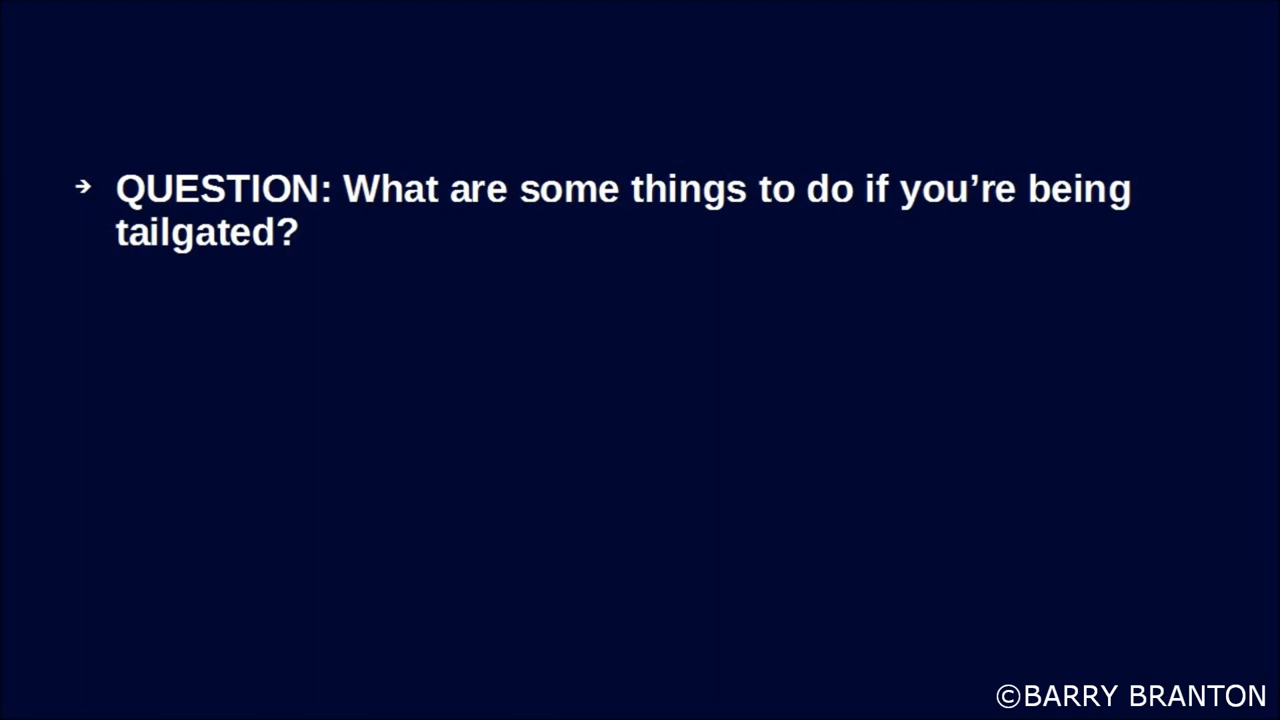 ➔ QUESTION: What are some things to do if you’re being
tailgated?
©BARRY BRANTON